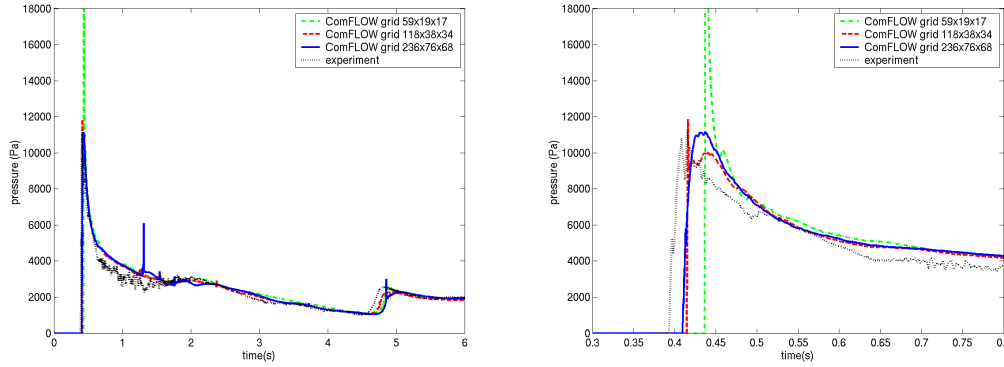 18000
16000
14000
12000
10000
8000
6000
4000
2000
0
pressure (Pa)
0 1 2 3 4 5 6
time(s)
ComFLOW grid 59x19x17
ComFLOW grid 118x38x34
ComFLOW grid 236x76x68
experiment
18000
16000
14000
12000
10000
8000
6000
4000
2000
0
pressure (Pa)
0.3 0.35 0.4 0.45 0.5 0.55 0.6 0.65 0.7 0.75
time(s)
ComFLOW grid 59x19x17
ComFLOW grid 118x38x34
ComFLOW grid 236x76x68
experiment